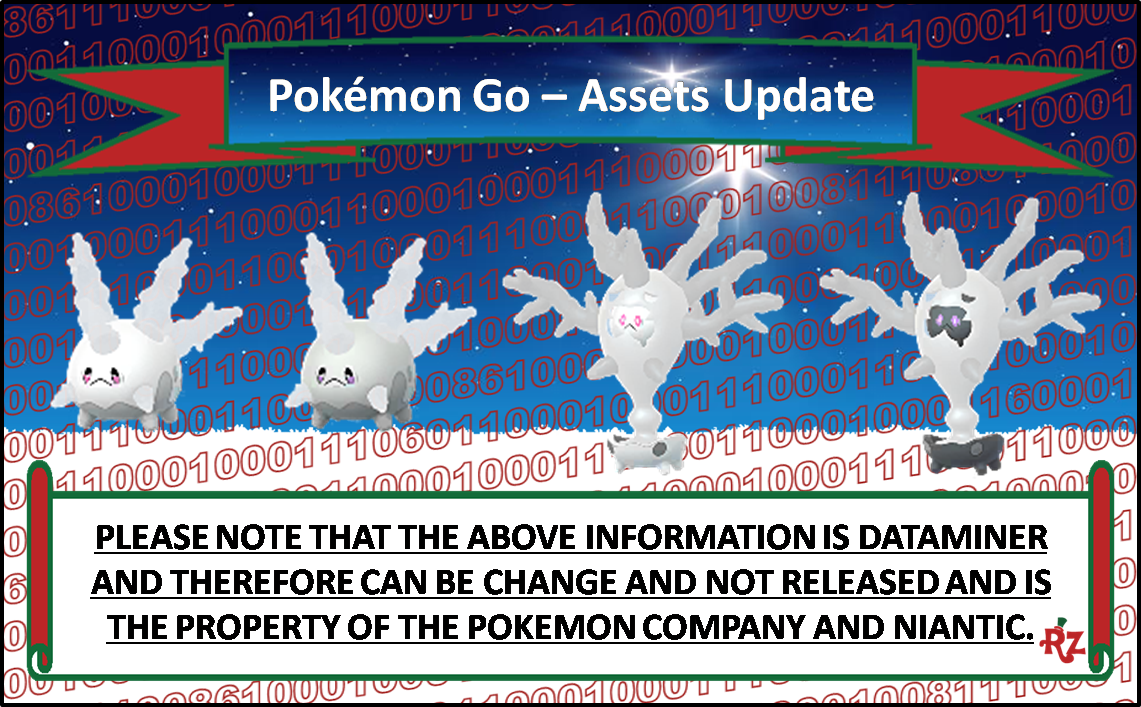 Pokémon Go – Assets Update
PLEASE NOTE THAT THE ABOVE INFORMATION IS DATAMINER
AND THEREFORE CAN BE CHANGE AND NOT RELEASED AND IS
THE PROPERTY OF THE POKEMON COMPANY AND NIANTIC.
RZ